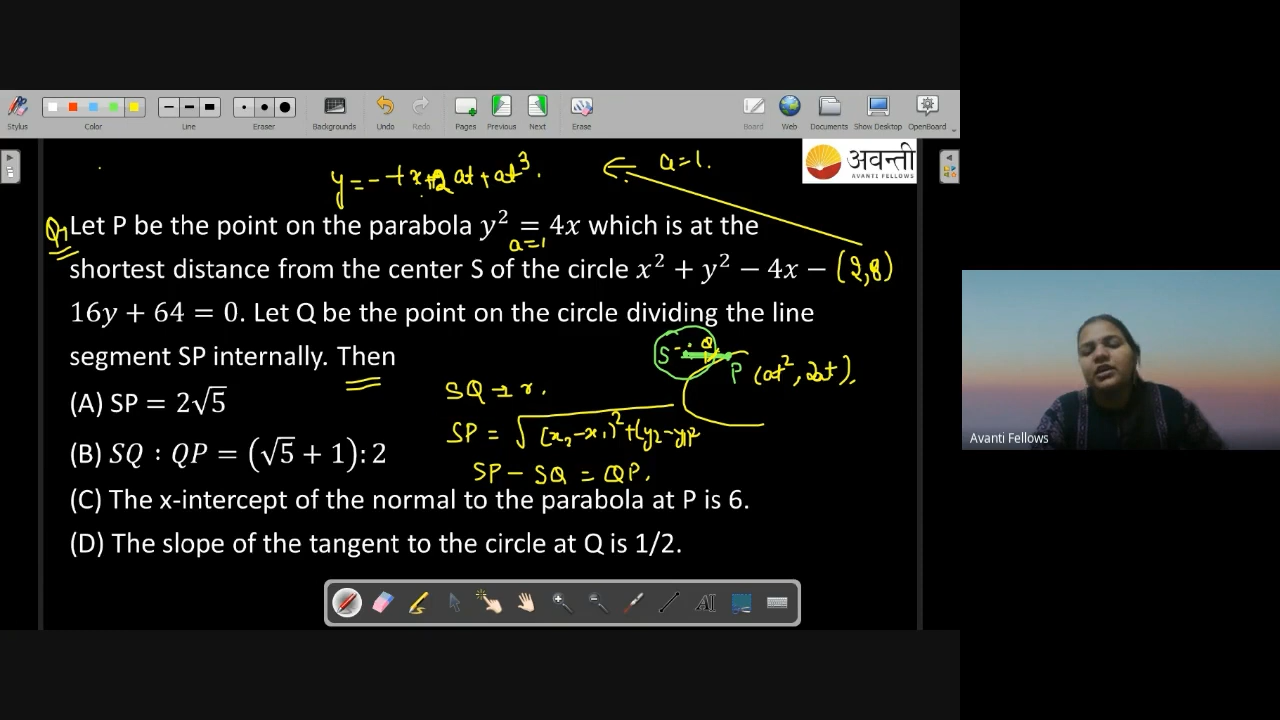 Stylus
Color
Line
Eraser
Backgrounds
Undo
Redo
Pages
Previous
Next
Erase
Board
Web
Documents
Show Desktop
OpenBoard
अवन्ती
AVANTI FELLOWS
y = -tx+2at+at³.
a=1.
Q1
Let P be the point on the parabola y² = 4x which is at the
a=1
shortest distance from the center S of the circle x² + y² − 4x −
(2,8)
16y + 64 = 0. Let Q be the point on the circle dividing the line
segment SP internally. Then
S
Q
P (at², 2at).
(A) SP = 2√5
SQ → r.
SP = √(x₂-x₁)²+(y₂-y₁)²
(B) SQ : QP = (√5 + 1): 2
SP - SQ = QP.
(C) The x-intercept of the normal to the parabola at P is 6.
(D) The slope of the tangent to the circle at Q is 1/2.
AI
Avanti Fellows